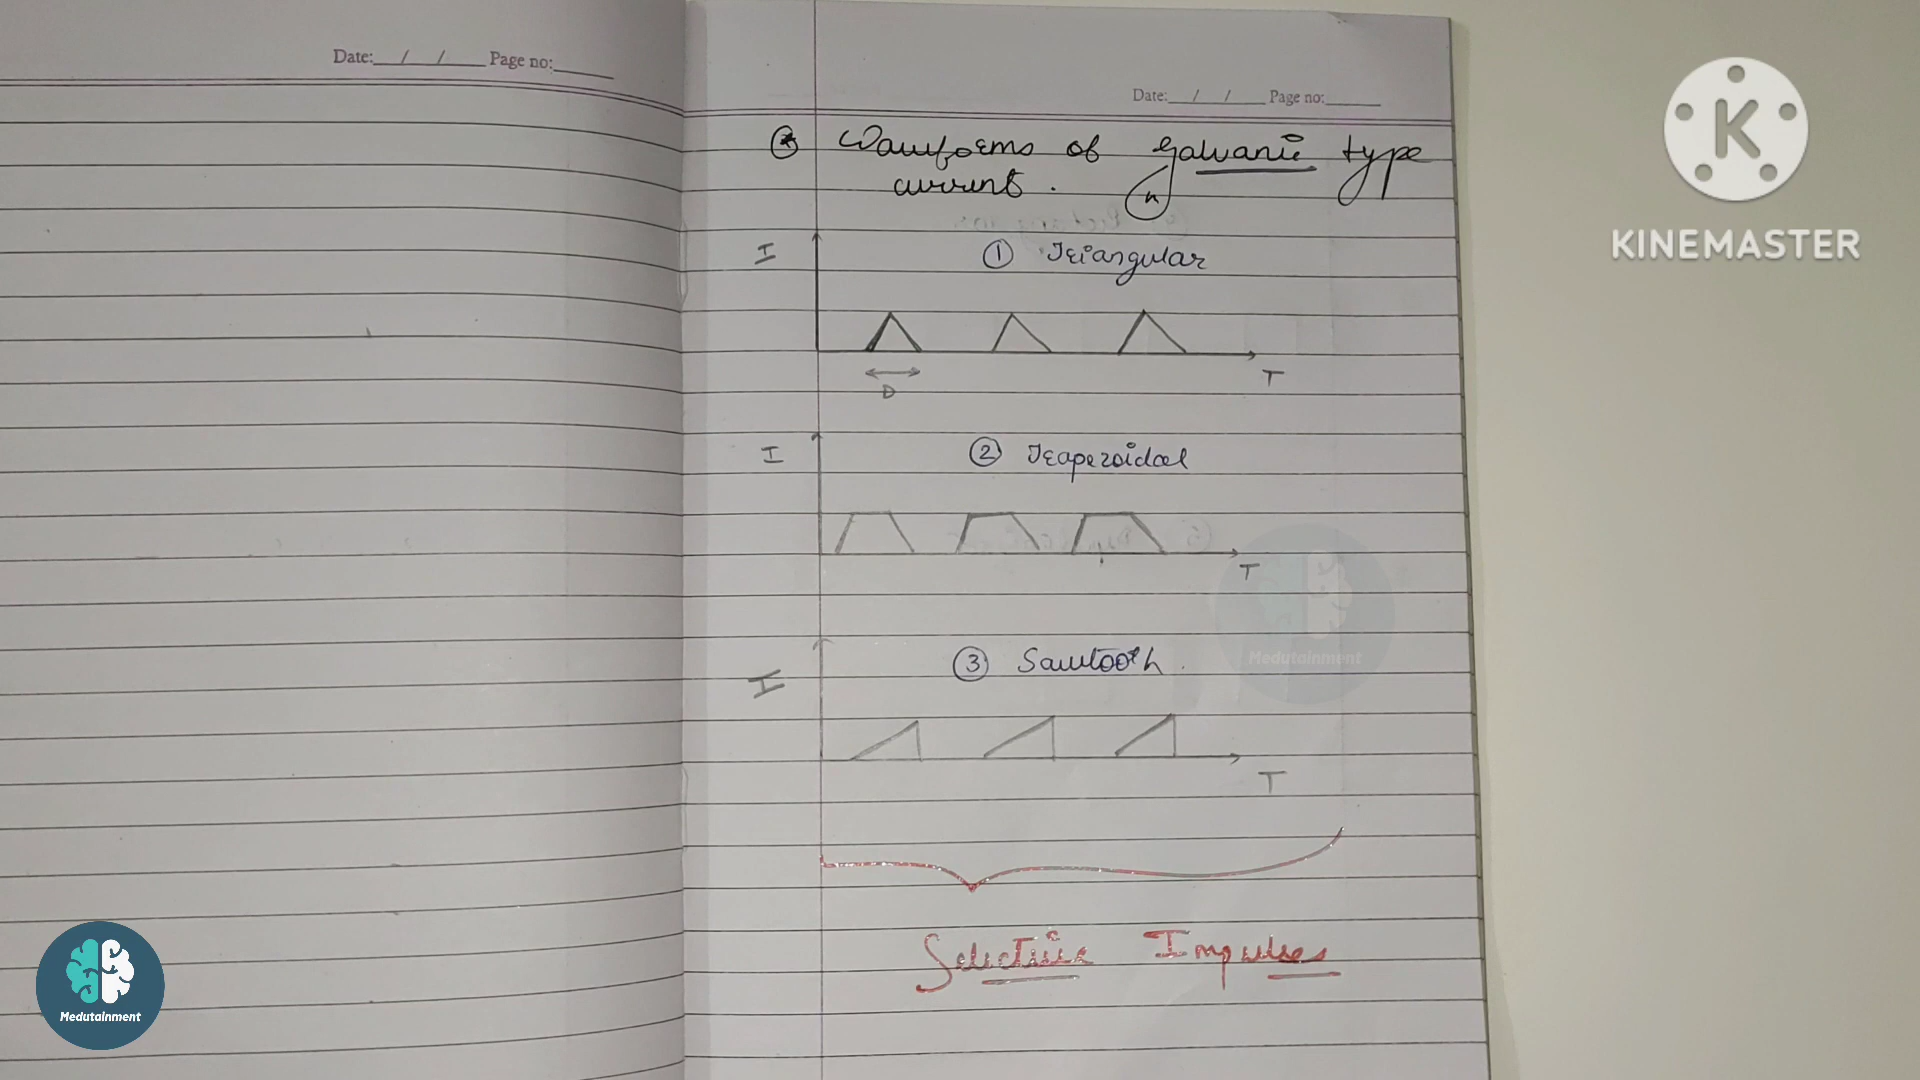 Date: / / Page no:
Date: / / Page no:
Waveforms of galvanic type
current.
I
① Triangular
D
T
I
② Trapezoidal
T
I
③ Sawtooth.
T
Selective Impulses
K
KINEMASTER
Medutainment
Medutainment